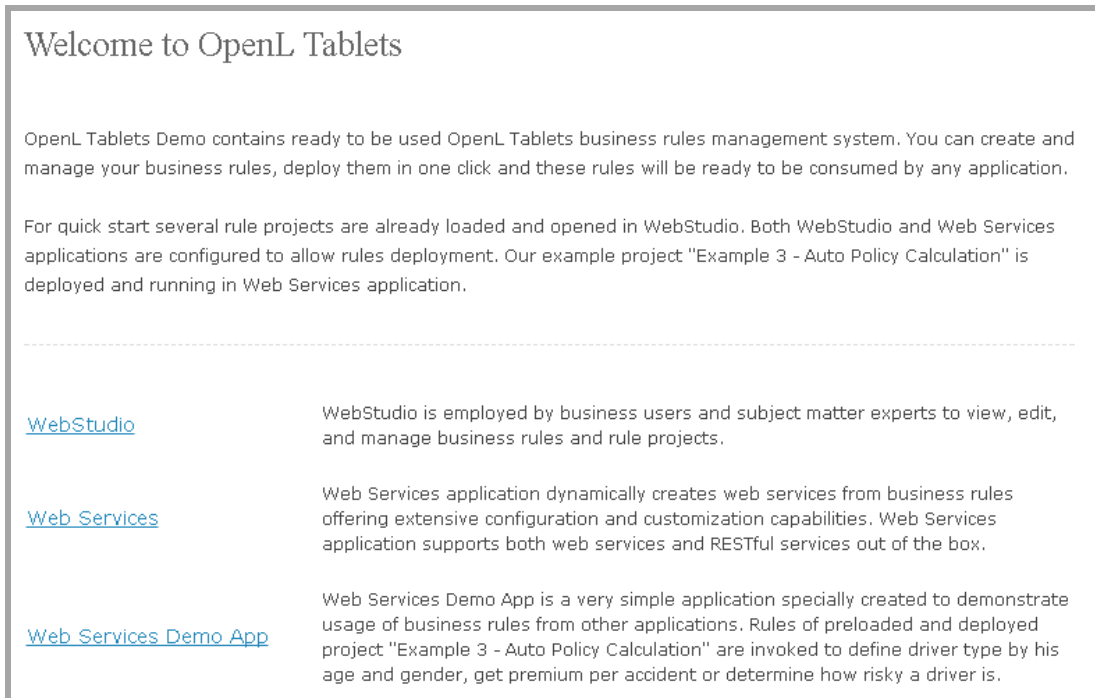 Welcome to OpenL Tablets
OpenL Tablets Demo contains ready to be used OpenL Tablets business rules management system. You can create and
manage your business rules, deploy them in one click and these rules will be ready to be consumed by any application.
For quick start several rule projects are already loaded and opened in WebStudio. Both WebStudio and Web Services
applications are configured to allow rules deployment. Our example project "Example 3 - Auto Policy Calculation" is
deployed and running in Web Services application.
WebStudio
WebStudio is employed by business users and subject matter experts to view, edit,
and manage business rules and rule projects.
Web Services
Web Services application dynamically creates web services from business rules
offering extensive configuration and customization capabilities. Web Services
application supports both web services and RESTful services out of the box.
Web Services Demo App
Web Services Demo App is a very simple application specially created to demonstrate
usage of business rules from other applications. Rules of preloaded and deployed
project "Example 3 - Auto Policy Calculation" are invoked to define driver type by his
age and gender, get premium per accident or determine how risky a driver is.